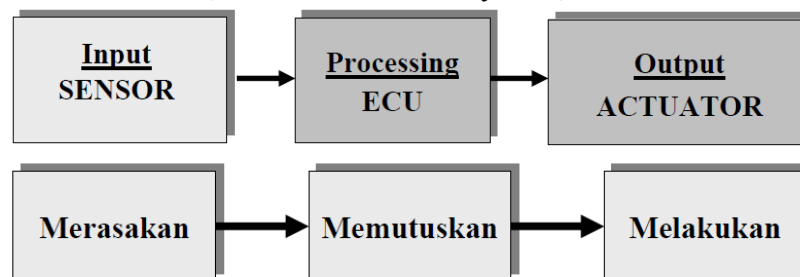 Input
SENSOR
Processing
ECU
Output
ACTUATOR
Merasakan
Memutuskan
Melakukan